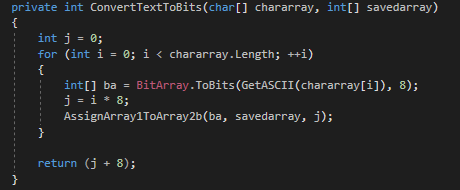 private int ConvertTextToBits(char[] chararray, int[] savedarray)
{
    int j = 0;
    for (int i = 0; i < chararray.Length; ++i)
    {
        int[] ba = BitArray.ToBits(GetASCII(chararray[i]), 8);
        j = i * 8;
        AssignArray1ToArray2b(ba, savedarray, j);
    }

    return (j + 8);
}